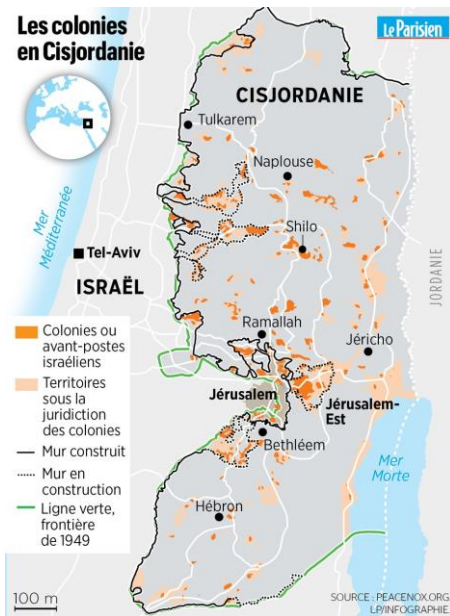 Les colonies
en Cisjordanie
Le Parisien
CISJORDANIE
Tulkarem
Naplouse
Mer
Méditerranée
Shilo
Tel-Aviv
ISRAËL
JORDANIE
Ramallah
Jéricho
Colonies ou
avant-postes
israéliens
Territoires
sous la
juridiction
des colonies
Jérusalem
Jérusalem-
Est
Mur construit
Bethléem
Mur en
construction
Mer
Morte
Ligne verte,
frontière
de 1949
Hébron
100 m
SOURCE : PEACENOX.ORG
LP/INFOGRAPHIE